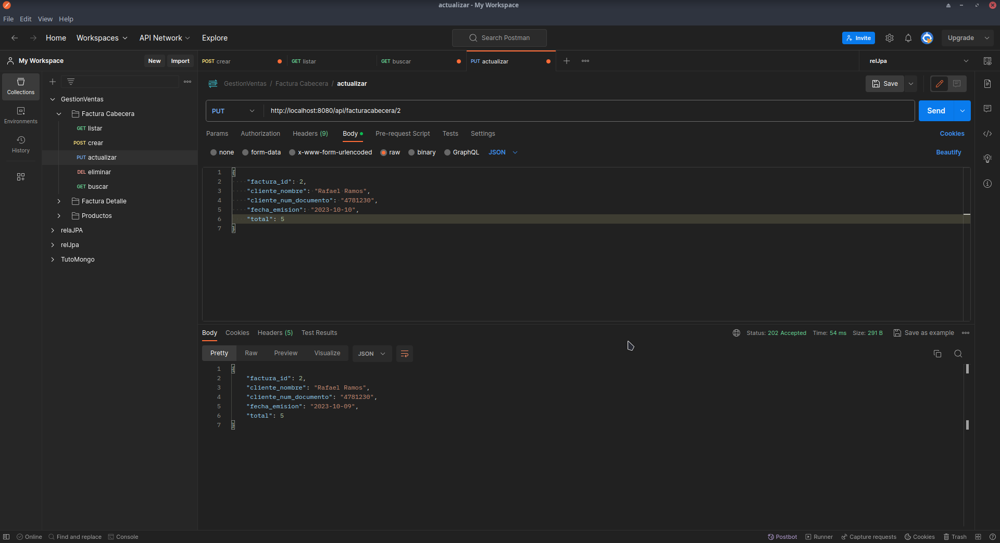 actualizar - My Workspace
File Edit View Help
Home Workspaces API Network Explore
Search Postman
Invite
Upgrade
My Workspace
New Import
POST crear
GET listar
GET buscar
PUT actualizar
relJpa
Collections
Environments
History
GestionVentas
Factura Cabecera
GET listar
POST crear
PUT actualizar
DEL eliminar
GET buscar
Factura Detalle
Productos
relaJPA
relJpa
TutoMongo
HTTP GestionVentas / Factura Cabecera / actualizar
Save
PUT http://localhost:8080/api/facturacabecera/2
Send
Params Authorization Headers (9) Body Pre-request Script Tests Settings
Cookies
none form-data x-www-form-urlencoded raw binary GraphQL JSON
Beautify
1 {
2 "factura_id": 2,
3 "cliente_nombre": "Rafael Ramos",
4 "cliente_num_documento": "4781230",
5 "fecha_emision": "2023-10-10",
6 "total": 5
7 }
Body Cookies Headers (5) Test Results
Status: 202 Accepted Time: 54 ms Size: 291 B Save as example
Pretty Raw Preview Visualize JSON
1 {
2 "factura_id": 2,
3 "cliente_nombre": "Rafael Ramos",
4 "cliente_num_documento": "4781230",
5 "fecha_emision": "2023-10-09",
6 "total": 5
7 }
Online Find and replace Console
Postbot Runner Capture requests Cookies Trash